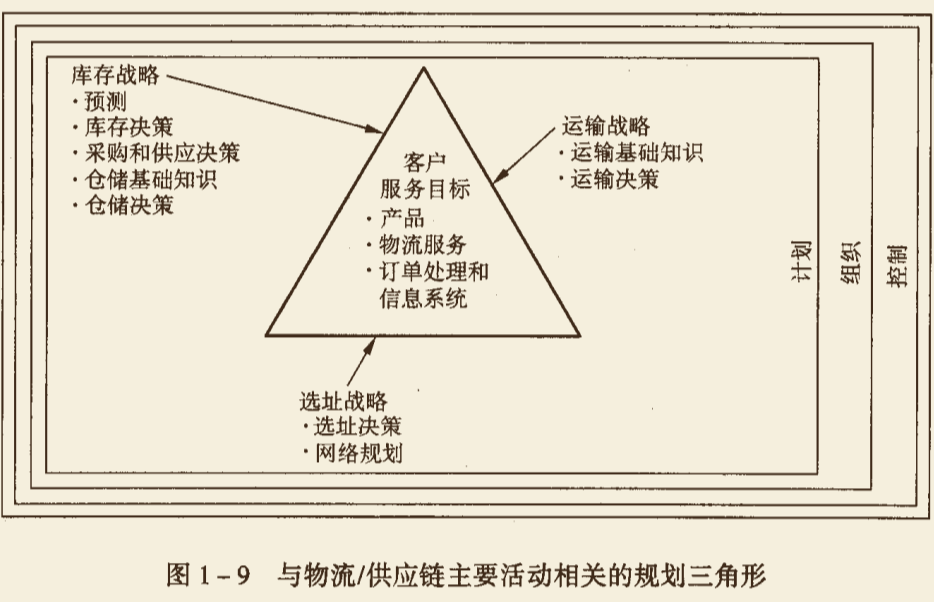 库存战略
·预测
·库存决策
·采购和供应决策
·仓储基础知识
·仓储决策
客户
服务目标
·产品
·物流服务
·订单处理和
信息系统
运输战略
·运输基础知识
·运输决策
选址战略
·选址决策
·网络规划
计划
组织
控制
图 1－9 与物流/供应链主要活动相关的规划三角形